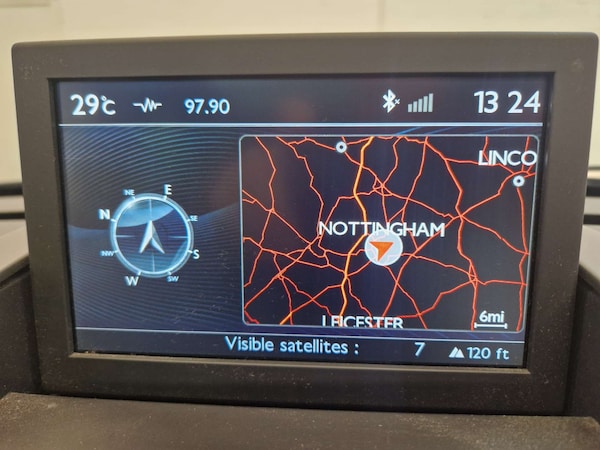 29°C 97.90 13 24
LINCO
NE E
N SE
NOTTINGHAM
NW S
W SW
6mi
LEICESTER
Visible satellites : 7 120 ft